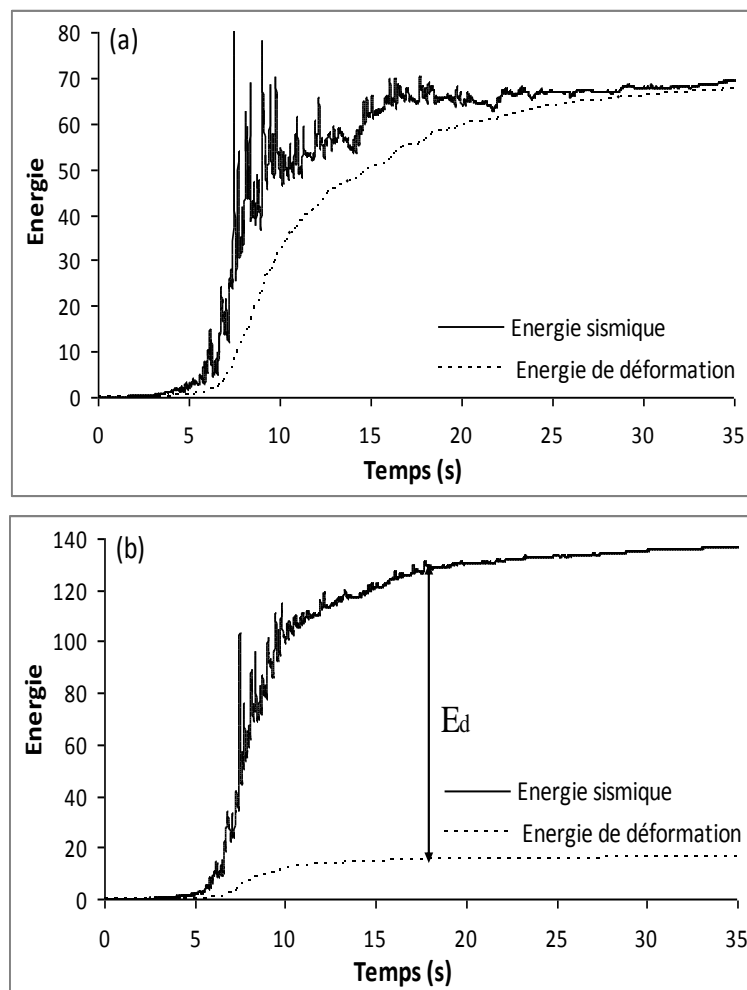 (a)
80
70
60
50
40
30
20
10
0
Energie
Energie sismique
Energie de déformation
0 5 10 15 20 25 30 35
Temps (s)
(b)
140
120
100
80
60
40
20
0
Energie
Ed
Energie sismique
Energie de déformation
0 5 10 15 20 25 30 35
Temps (s)